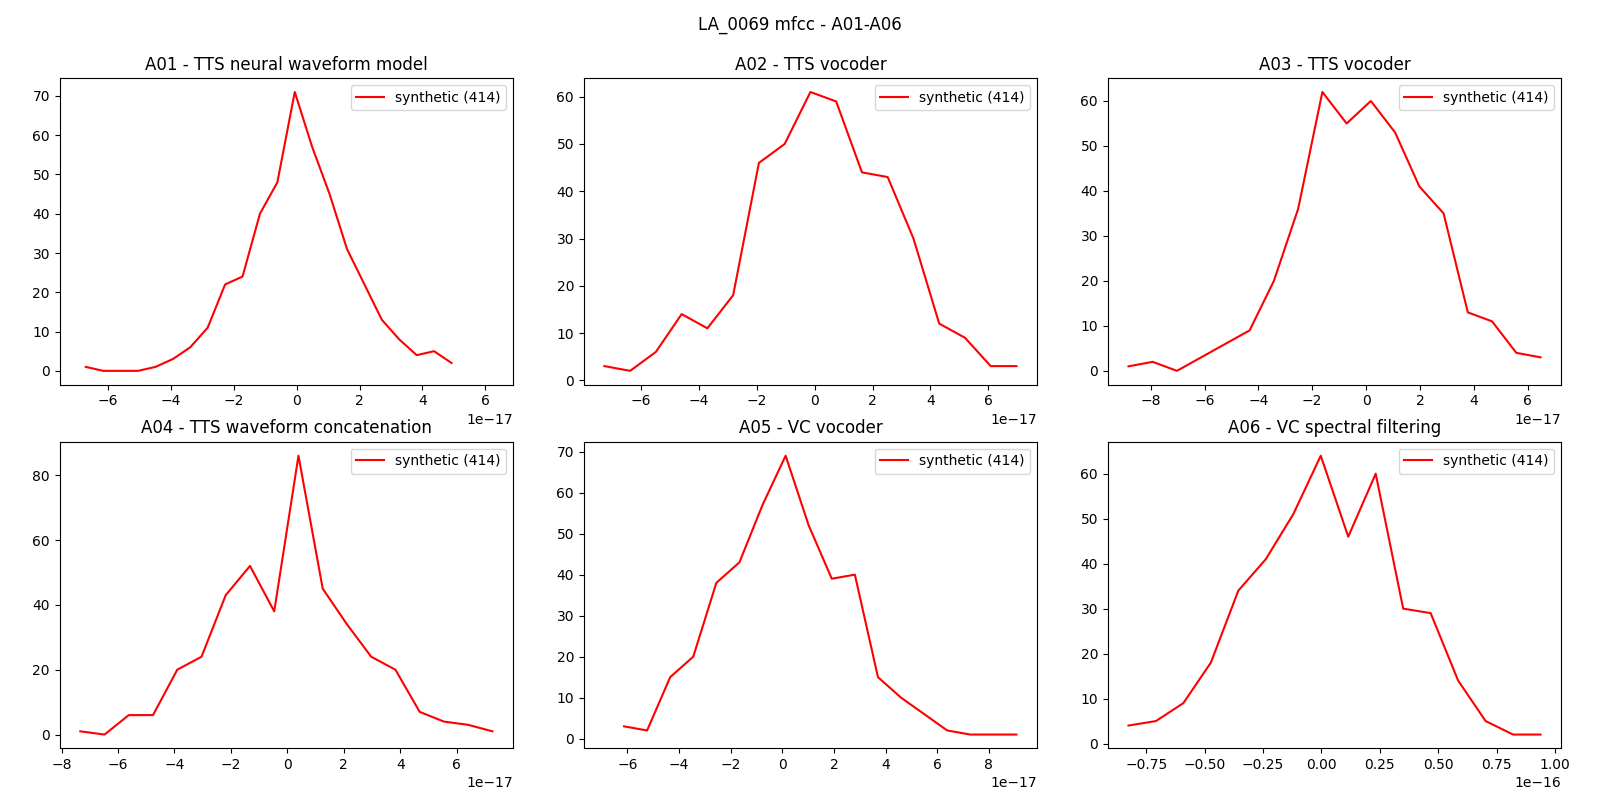 LA_0069 mfcc - A01-A06
A01 - TTS neural waveform model
synthetic (414)
70
60
50
40
30
20
10
0
−6 −4 −2 0 2 4 6
1e−17
A02 - TTS vocoder
synthetic (414)
60
50
40
30
20
10
0
−6 −4 −2 0 2 4 6
1e−17
A03 - TTS vocoder
synthetic (414)
60
50
40
30
20
10
0
−8 −6 −4 −2 0 2 4 6
1e−17
A04 - TTS waveform concatenation
synthetic (414)
80
60
40
20
0
−8 −6 −4 −2 0 2 4 6
1e−17
A05 - VC vocoder
synthetic (414)
70
60
50
40
30
20
10
0
−6 −4 −2 0 2 4 6 8
1e−17
A06 - VC spectral filtering
synthetic (414)
60
50
40
30
20
10
0
−0.75 −0.50 −0.25 0.00 0.25 0.50 0.75 1.00
1e−16